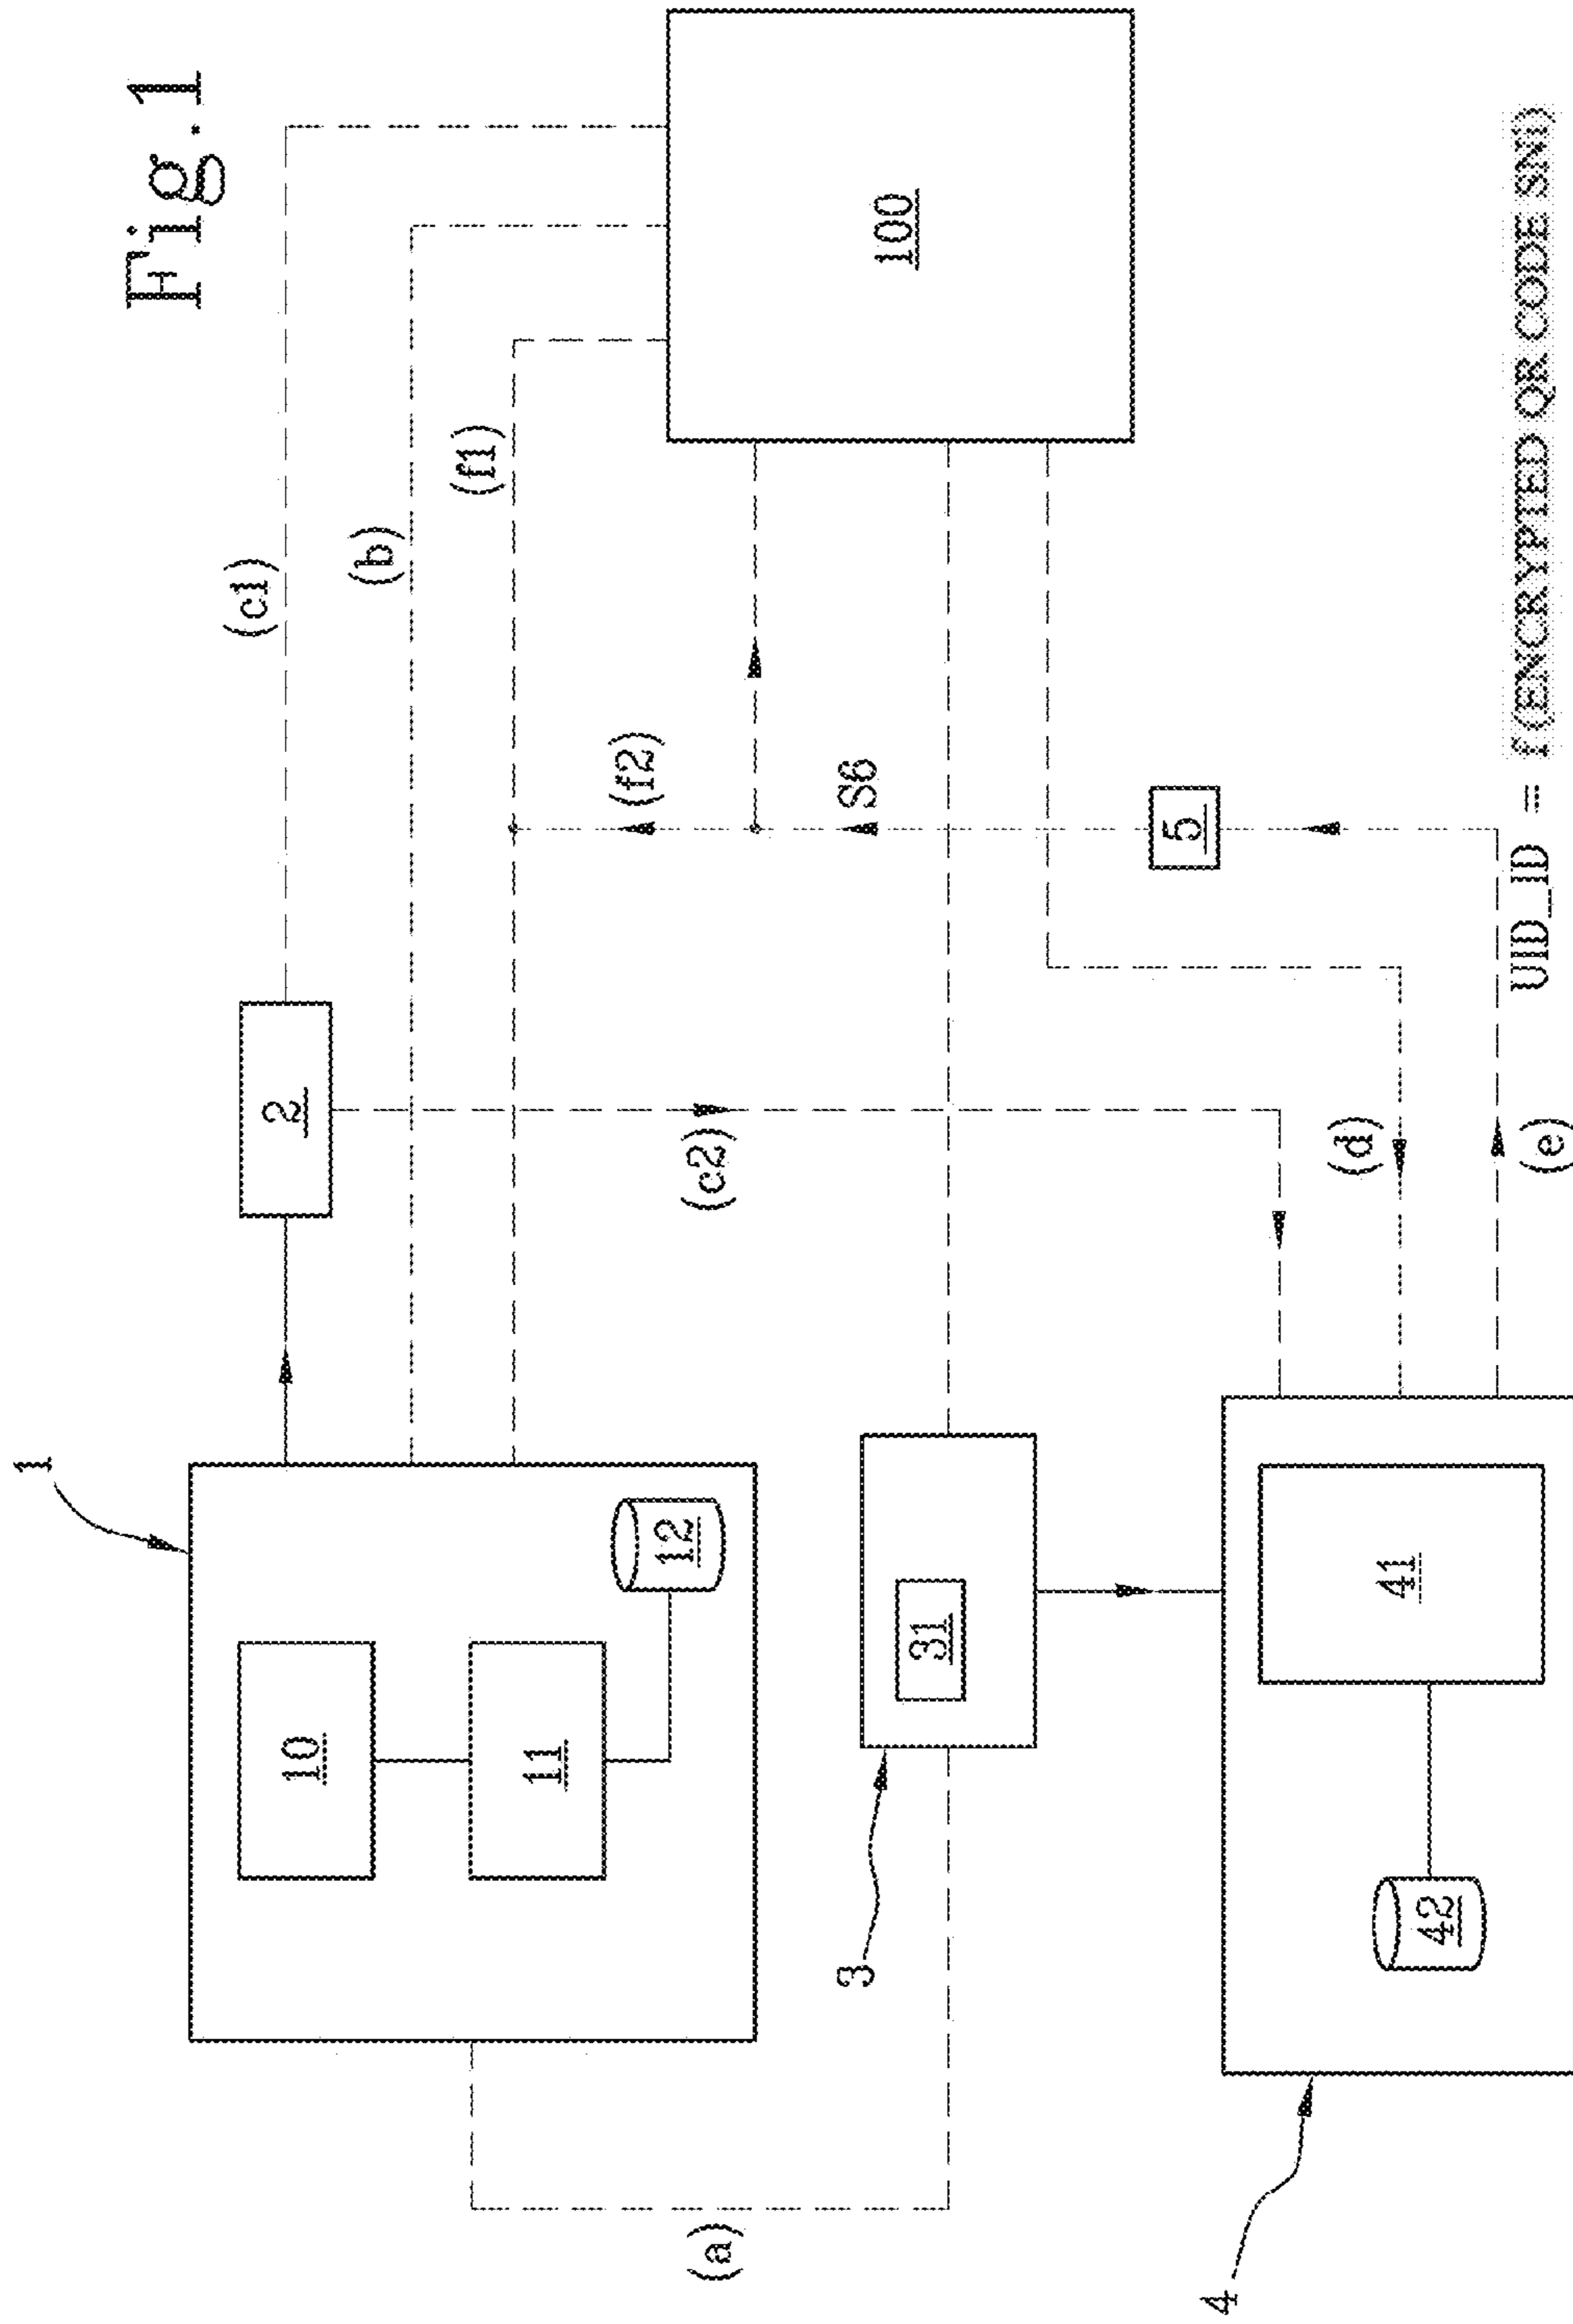 Fig.1
1
10
11
12
2
(c1)
(b)
(f1)
(f2)
S6
(c2)
100
3
31
(a)
5
4
41
42
(d)
(e)
UID_ID = f (ENCRYPTED QR CODE SNi)